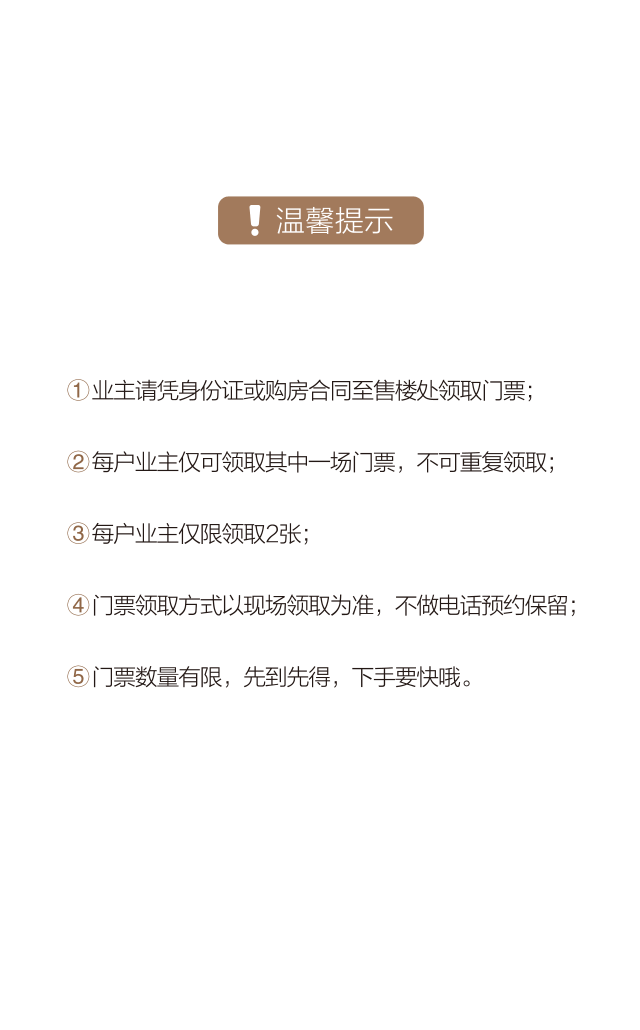 温馨提示
①业主请凭身份证或购房合同至售楼处领取门票；
②每户业主仅可领取其中一场门票，不可重复领取；
③每户业主仅限领取2张；
④门票领取方式以现场领取为准，不做电话预约保留；
⑤门票数量有限，先到先得，下手要快哦。